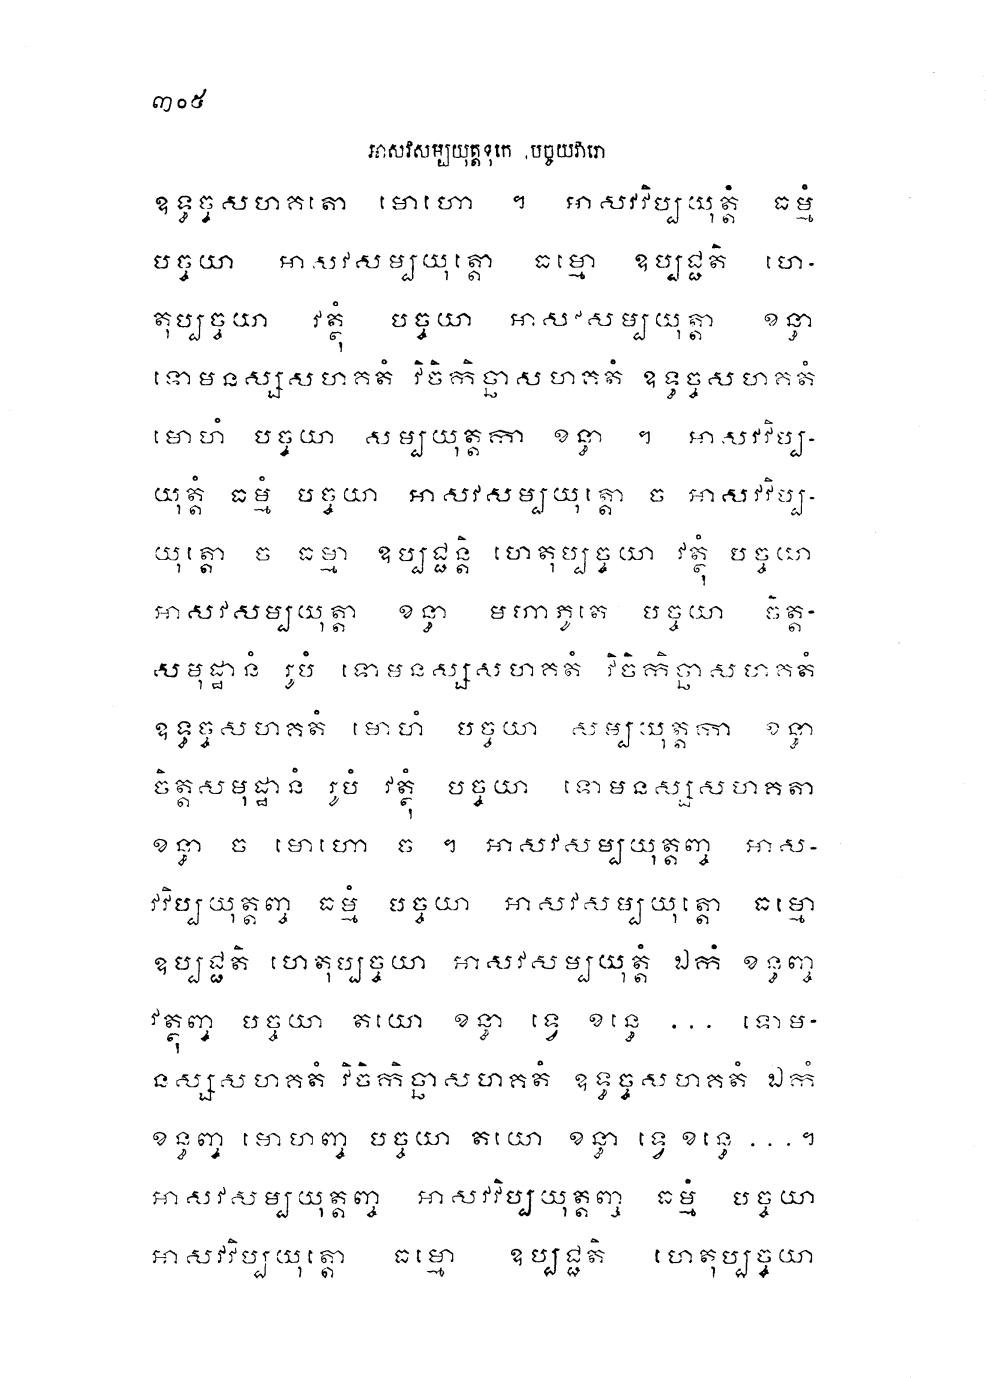 ៣០៥
អាសវសម្បយុត្តទុកេ បច្ចយវារោ
ឧទ្ធច្ចសហគតោ មោហោ ។ អាសវវិប្បយុត្តំ ធម្មំ
បច្ចយា អាសវសម្បយុត្តោ ធម្មោ ឧប្បជ្ជតិ ហេ-
តុប្បច្ចយា វត្ថុំ បច្ចយា អាសវសម្បយុត្តា ខន្ធា
ទោមនស្សសហគតំ វិចិកិច្ឆាសហគតំ ឧទ្ធច្ចសហគតំ
មោហំ បច្ចយា សម្បយុត្តកា ខន្ធា ។ អាសវវិប្ប-
យុត្តំ ធម្មំ បច្ចយា អាសវសម្បយុត្តោ ច អាសវវិប្ប-
យុត្តោ ច ធម្មា ឧប្បជ្ជន្តិ ហេតុប្បច្ចយា វត្ថុំ បច្ចយា
អាសវសម្បយុត្តា ខន្ធា មហាភូតេ បច្ចយា ចិត្ត-
សមុដ្ឋានំ រូបំ ទោមនស្សសហគតំ វិចិកិច្ឆាសហគតំ
ឧទ្ធច្ចសហគតំ មោហំ បច្ចយា សម្បយុត្តកា ខន្ធា
ចិត្តសមុដ្ឋានំ រូបំ វត្ថុំ បច្ចយា ទោមនស្សសហគតា
ខន្ធា ច មោហោ ច ។ អាសវសម្បយុត្តញ្ច អាស-
វវិប្បយុត្តញ្ច ធម្មំ បច្ចយា អាសវសម្បយុត្តោ ធម្មោ
ឧប្បជ្ជតិ ហេតុប្បច្ចយា អាសវសម្បយុត្តំ ឯកំ ខន្ធញ្ច
វត្ថុញ្ច បច្ចយា តយោ ខន្ធា ទ្វេ ខន្ធេ ... ទោម-
នស្សសហគតំ វិចិកិច្ឆាសហគតំ ឧទ្ធច្ចសហគតំ ឯកំ
ខន្ធញ្ច មោហញ្ច បច្ចយា តយោ ខន្ធា ទ្វេ ខន្ធេ ...។
អាសវសម្បយុត្តញ្ច អាសវវិប្បយុត្តញ្ច ធម្មំ បច្ចយា
អាសវវិប្បយុត្តោ ធម្មោ ឧប្បជ្ជតិ ហេតុប្បច្ចយា